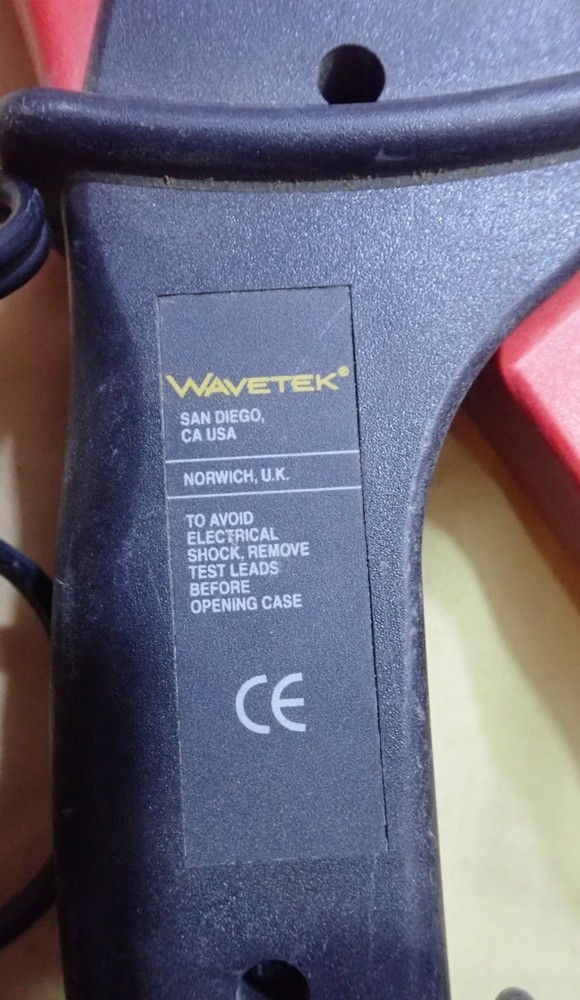 WAVETEK®
SAN DIEGO,
CA USA
NORWICH, U.K.
TO AVOID
ELECTRICAL
SHOCK, REMOVE
TEST LEADS
BEFORE
OPENING CASE
CE